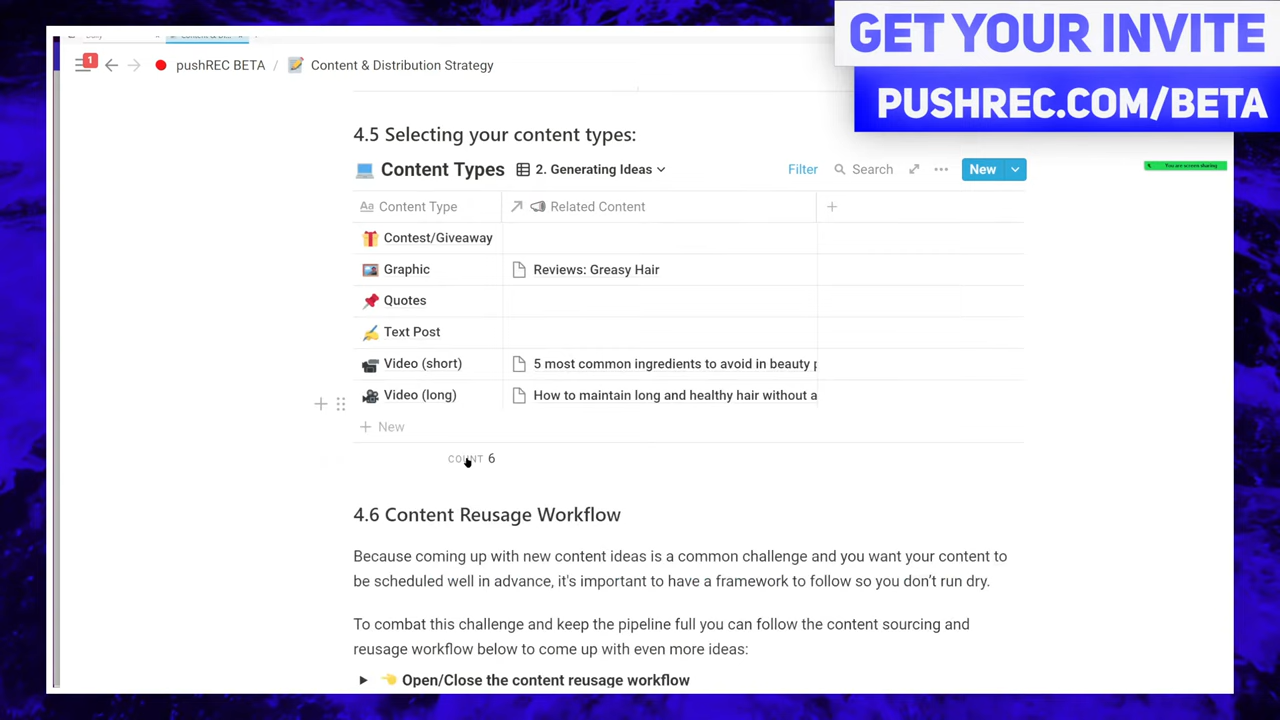 GET YOUR INVITE
PUSHREC.COM/BETA
1
pushREC BETA / Content & Distribution Strategy
4.5 Selecting your content types:
Content Types 2. Generating Ideas
Filter Search ••• New
You are screen sharing
Aa Content Type Related Content +
Contest/Giveaway
Graphic Reviews: Greasy Hair
Quotes
Text Post
Video (short) 5 most common ingredients to avoid in beauty p
Video (long) How to maintain long and healthy hair without a
+ New
COUNT 6
4.6 Content Reusage Workflow
Because coming up with new content ideas is a common challenge and you want your content to
be scheduled well in advance, it's important to have a framework to follow so you don’t run dry.
To combat this challenge and keep the pipeline full you can follow the content sourcing and
reusage workflow below to come up with even more ideas:
Open/Close the content reusage workflow